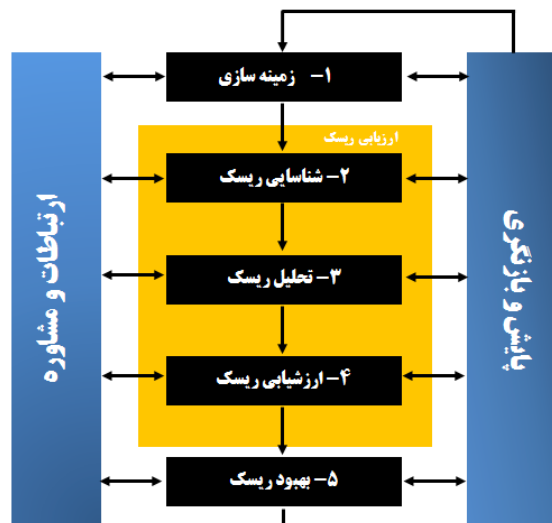 ۱- زمینه سازی
ارزیابی ریسک
۲- شناسایی ریسک
۳- تحلیل ریسک
۴- ارزشیابی ریسک
۵- بهبود ریسک
پایش و بازنگری
ارتباطات و مشاوره